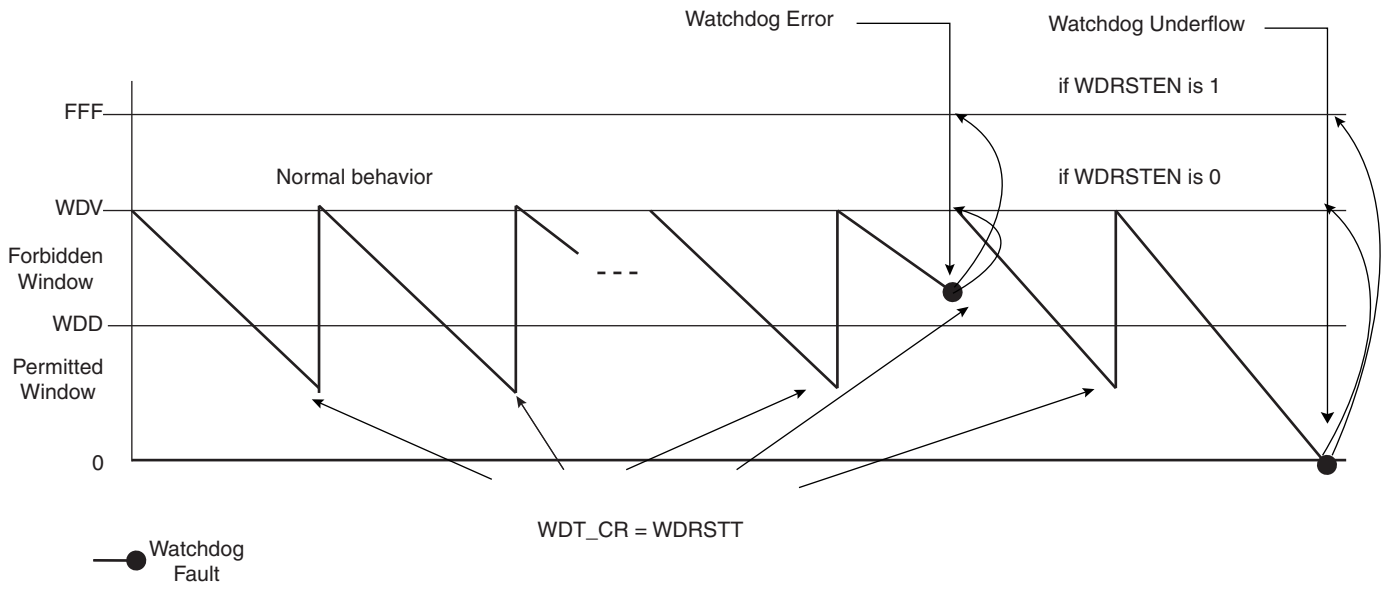 Watchdog Error
Watchdog Underflow
if WDRSTEN is 1
FFF
Normal behavior
if WDRSTEN is 0
WDV
Forbidden
Window
WDD
Permitted
Window
0
WDT_CR = WDRSTT
Watchdog
Fault